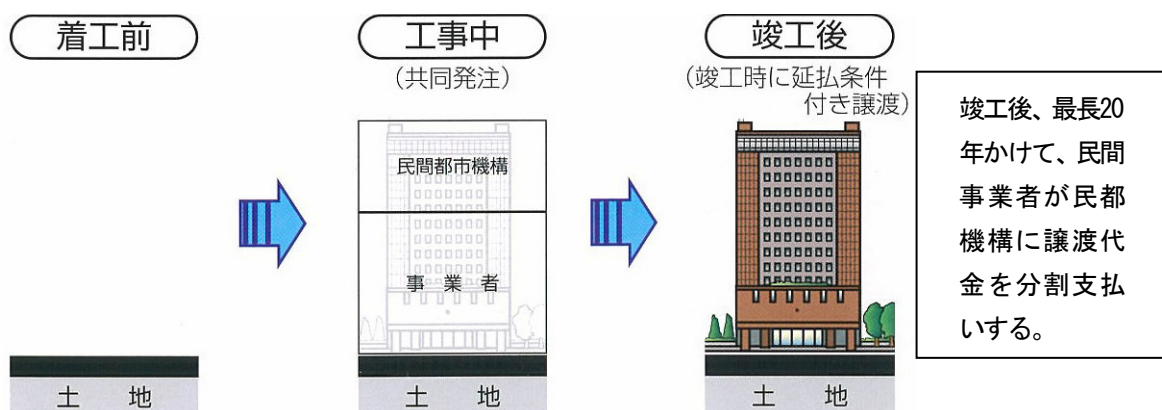 着工前
工事中
(共同発注)
竣工後
(竣工時に延払条件
付き譲渡)
民間都市機構
事 業 者
竣工後、最長20
年かけて、民間
事業者が民都
機構に譲渡代
金を分割支払
いする。
土 地
土 地
土 地